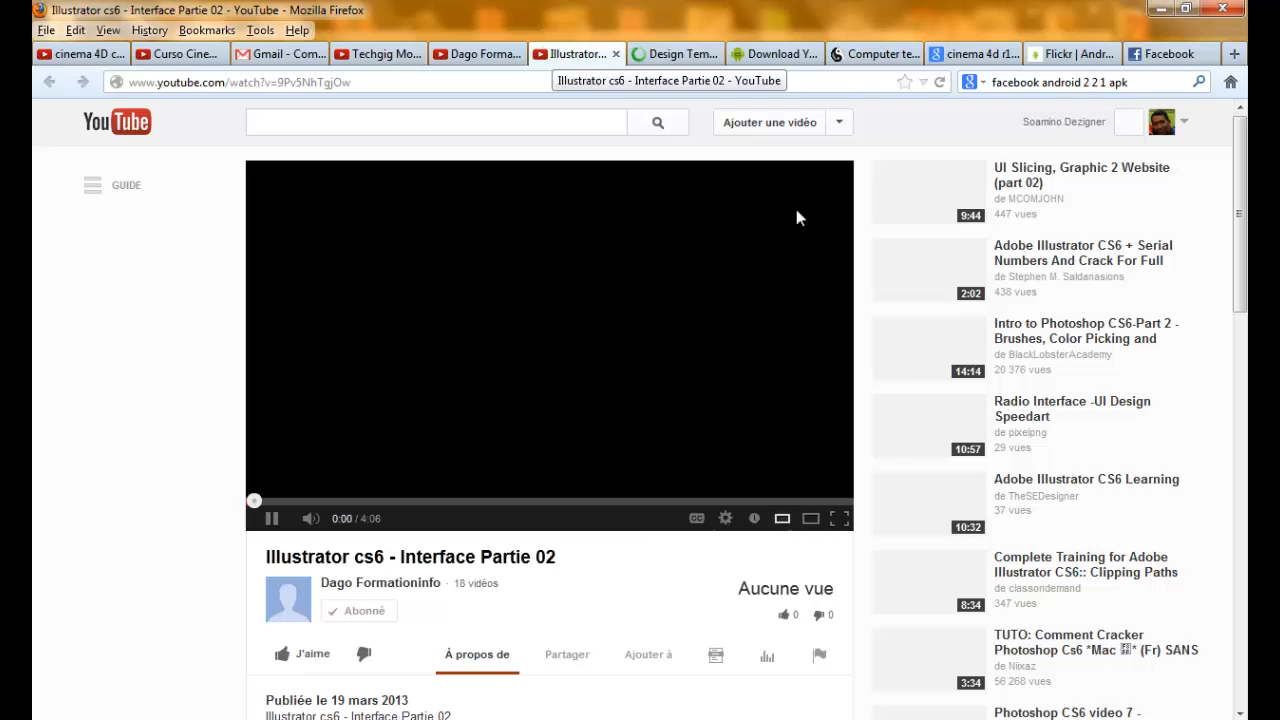 Illustrator cs6 - Interface Partie 02 - YouTube - Mozilla Firefox
File Edit View History Bookmarks Tools Help
cinema 4D c... Curso Cine... Gmail - Com... Techgig Mo... Dago Forma... Illustrator... Design Tem... Download Y... Computer te... cinema 4d r1... Flickr | Andr... Facebook
www.youtube.com/watch?v=9Pv5NhTgjOw
Illustrator cs6 - Interface Partie 02 - YouTube
facebook android 2 2 1 apk
YouTube
Ajouter une vidéo
Soamino Dezigner
GUIDE
0:00 / 4:06
CC
Illustrator cs6 - Interface Partie 02
Dago Formationinfo · 18 vidéos
Abonné
Aucune vue
0 0
J'aime
À propos de Partager Ajouter à
Publiée le 19 mars 2013
Illustrator cs6 - Interface Partie 02
UI Slicing, Graphic 2 Website
(part 02)
de MCOMJOHN
447 vues
9:44
Adobe Illustrator CS6 + Serial
Numbers And Crack For Full
de Stephen M. Saldanasions
438 vues
2:02
Intro to Photoshop CS6-Part 2 -
Brushes, Color Picking and
de BlackLobsterAcademy
20 376 vues
14:14
Radio Interface -UI Design
Speedart
de pixelpng
29 vues
10:57
Adobe Illustrator CS6 Learning
de TheSEDesigner
37 vues
10:32
Complete Training for Adobe
Illustrator CS6:: Clipping Paths
de classondemand
347 vues
8:34
TUTO: Comment Cracker
Photoshop Cs6 *Mac * (Fr) SANS
de Niixaz
56 268 vues
3:34
Photoshop CS6 video 7 -